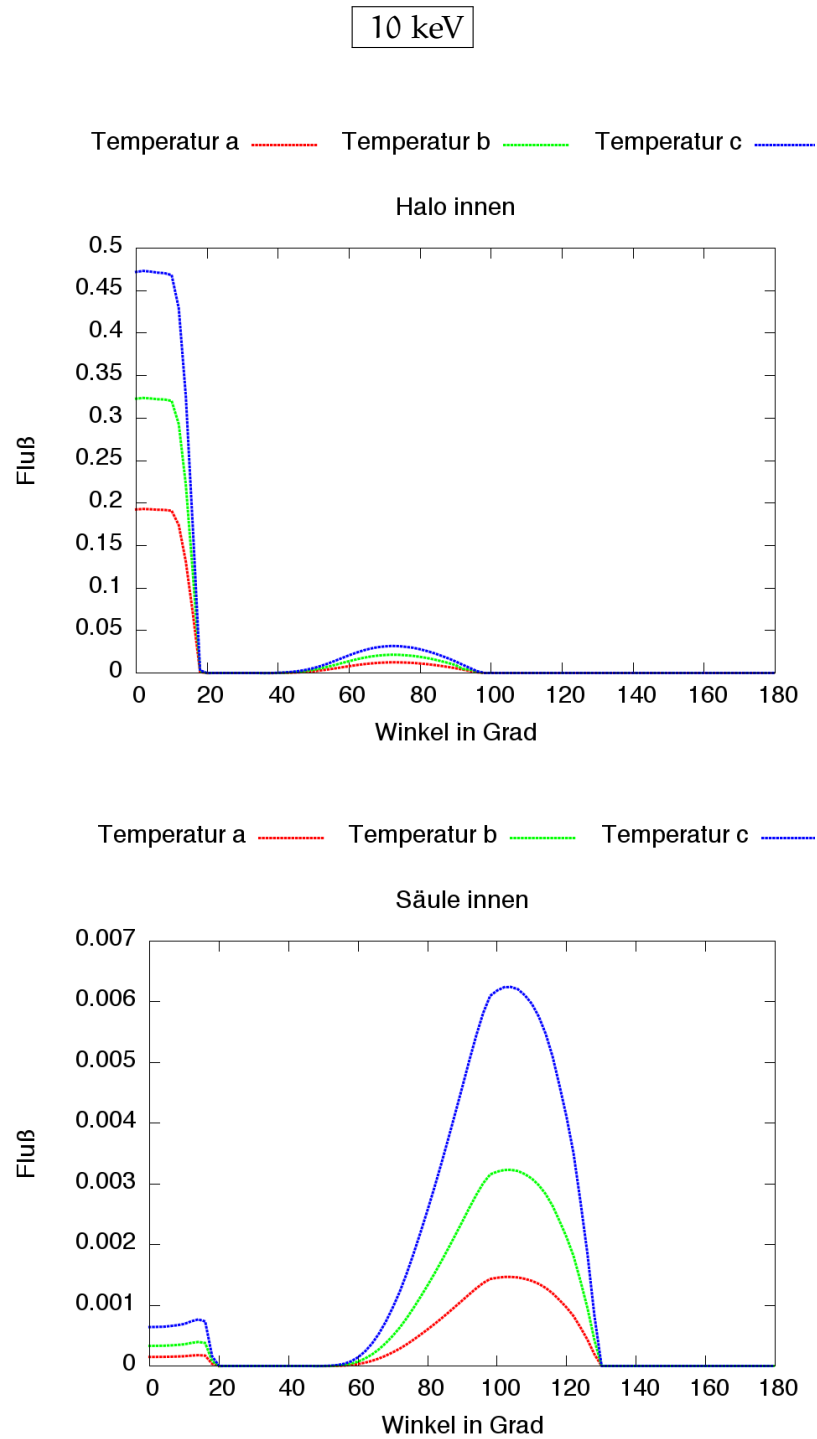 10 keV
Temperatur a Temperatur b Temperatur c
Halo innen
0.5
0.45
0.4
0.35
0.3
0.25
0.2
0.15
0.1
0.05
0
Fluß
0 20 40 60 80 100 120 140 160 180
Winkel in Grad
Temperatur a Temperatur b Temperatur c
Säule innen
0.007
0.006
0.005
0.004
0.003
0.002
0.001
0
Fluß
0 20 40 60 80 100 120 140 160 180
Winkel in Grad